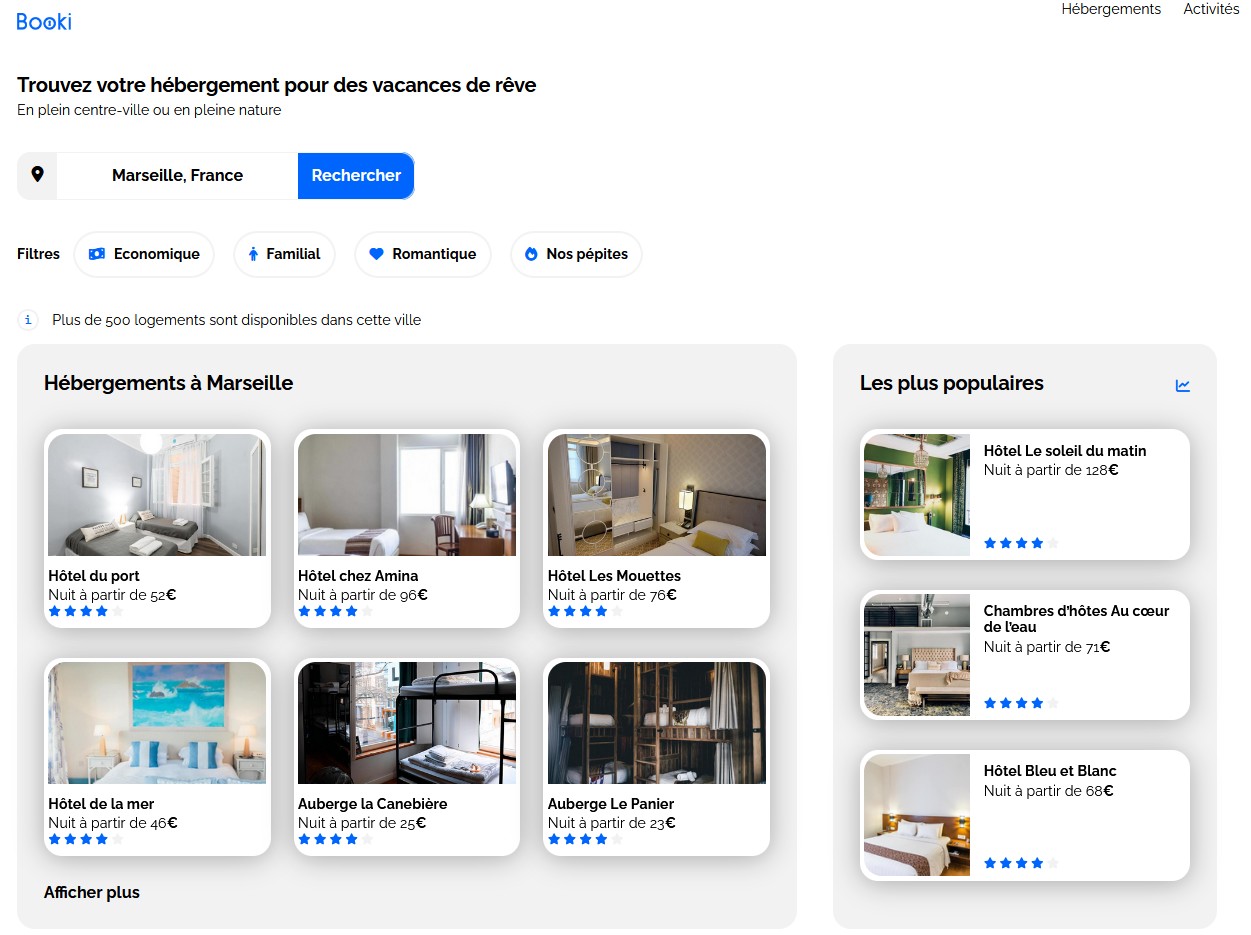 Booki
Hébergements
Activités
Trouvez votre hébergement pour des vacances de rêve
En plein centre-ville ou en pleine nature
Marseille, France
Rechercher
Filtres
Economique
Familial
Romantique
Nos pépites
Plus de 500 logements sont disponibles dans cette ville
Hébergements à Marseille
Hôtel du port
Nuit à partir de 52€
Hôtel chez Amina
Nuit à partir de 96€
Hôtel Les Mouettes
Nuit à partir de 76€
Hôtel de la mer
Nuit à partir de 46€
Auberge la Canebière
Nuit à partir de 25€
Auberge Le Panier
Nuit à partir de 23€
Afficher plus
Les plus populaires
Hôtel Le soleil du matin
Nuit à partir de 128€
Chambres d'hôtes Au cœur
de l'eau
Nuit à partir de 71€
Hôtel Bleu et Blanc
Nuit à partir de 68€